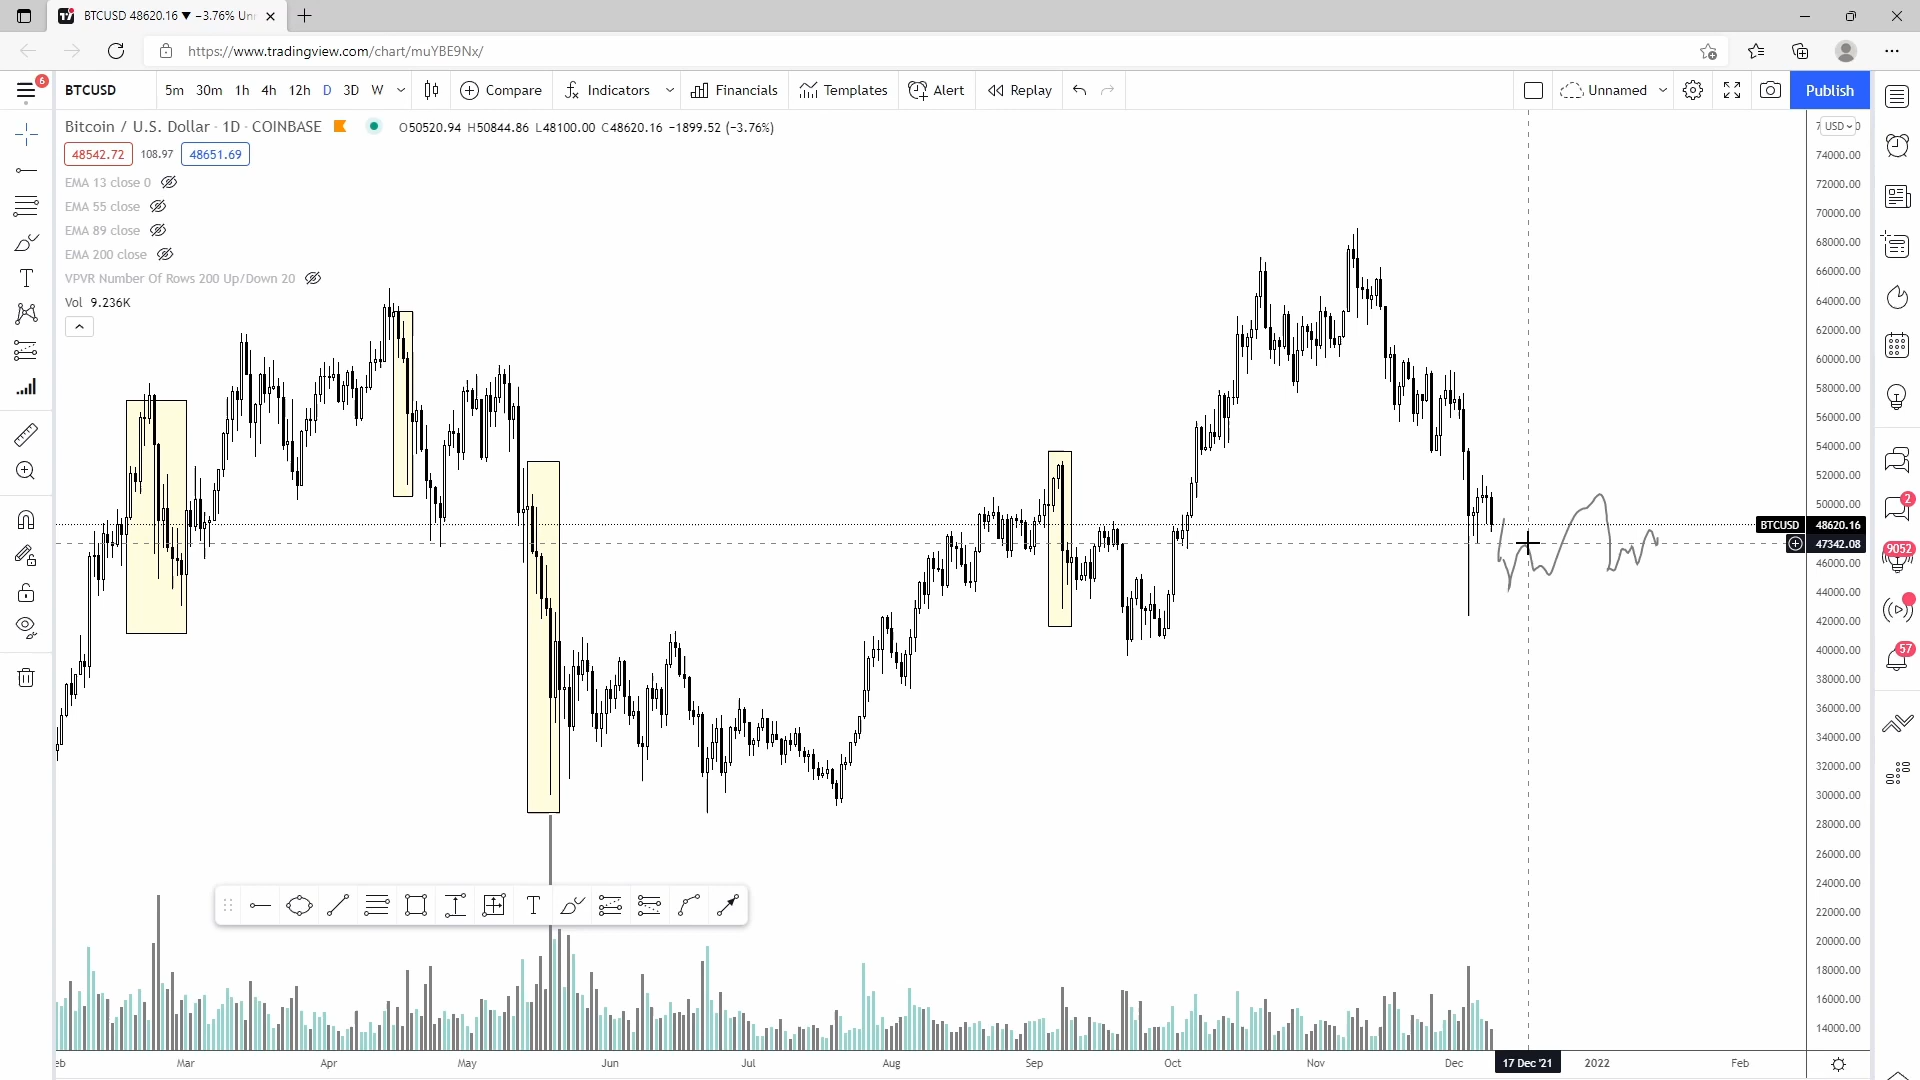 BTCUSD 48620.16 ▼ −3.76% Un
https://www.tradingview.com/chart/muYBE9Nx/
6
BTCUSD 5m 30m 1h 4h 12h D 3D W Compare Indicators Financials Templates Alert Replay Unnamed Publish
Bitcoin / U.S. Dollar · 1D · COINBASE O50520.94 H50844.86 L48100.00 C48620.16 −1899.52 (−3.76%)
USD
48542.72 108.97 48651.69
EMA 13 close 0
EMA 55 close
EMA 89 close
EMA 200 close
VPVR Number Of Rows 200 Up/Down 20
Vol 9.236K
74000.00
72000.00
70000.00
68000.00
66000.00
64000.00
62000.00
60000.00
58000.00
56000.00
54000.00
52000.00
50000.00
BTCUSD 48620.16
47342.08
46000.00
44000.00
42000.00
40000.00
38000.00
36000.00
34000.00
32000.00
30000.00
28000.00
26000.00
24000.00
22000.00
20000.00
18000.00
16000.00
14000.00
2
9052
57
T
T
Mar Apr May Jun Jul Aug Sep Oct Nov Dec 17 Dec '21 2022 Feb